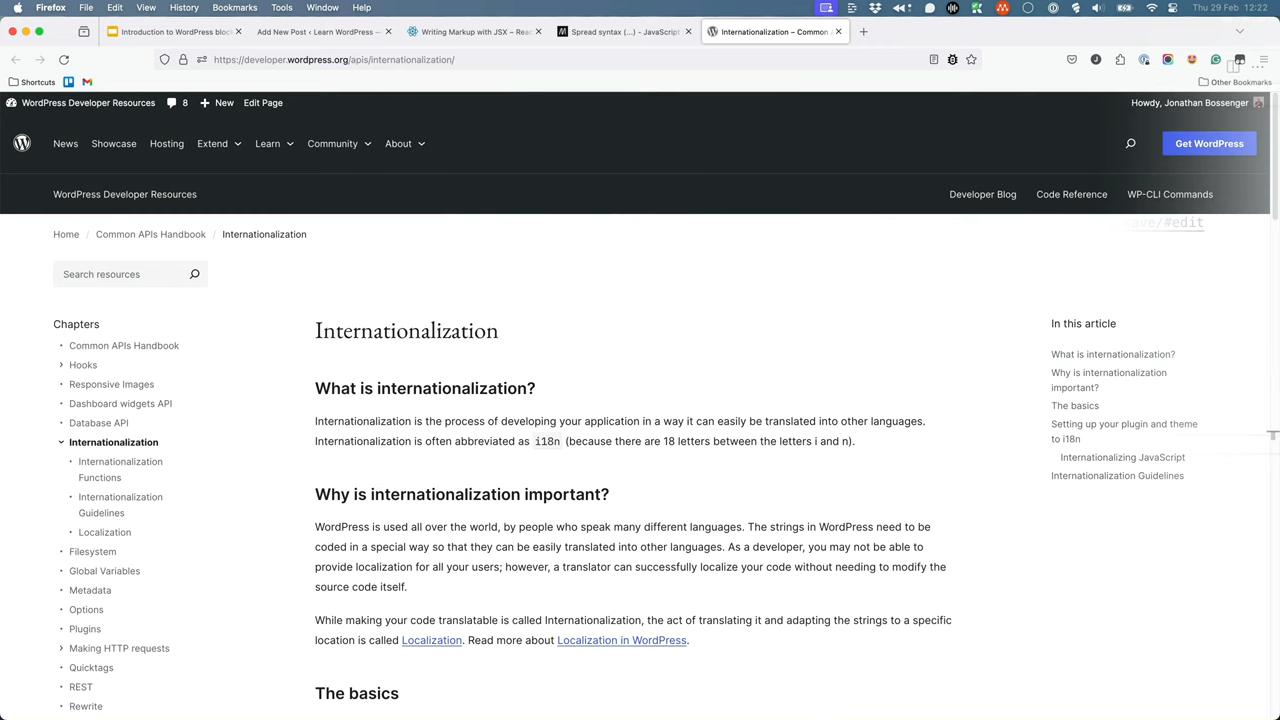 Firefox File Edit View History Bookmarks Tools Window Help Thu 29 Feb 12:22
Introduction to WordPress bloc
Add New Post ‹ Learn WordPress —
Writing Markup with JSX – Rea
Spread syntax (...) - JavaScript
Internationalization – Common A
https://developer.wordpress.org/apis/internationalization/
Shortcuts
Other Bookmarks
WordPress Developer Resources 8 New Edit Page Howdy, Jonathan Bossenger
News Showcase Hosting Extend Learn Community About Get WordPress
WordPress Developer Resources Developer Blog Code Reference WP-CLI Commands
ave/#edit
Home / Common APIs Handbook / Internationalization
Search resources
Chapters
Common APIs Handbook
Hooks
Responsive Images
Dashboard widgets API
Database API
Internationalization
Internationalization
Functions
Internationalization
Guidelines
Localization
Filesystem
Global Variables
Metadata
Options
Plugins
Making HTTP requests
Quicktags
REST
Rewrite
Internationalization
What is internationalization?
Internationalization is the process of developing your application in a way it can easily be translated into other languages.
Internationalization is often abbreviated as i18n (because there are 18 letters between the letters i and n).
Why is internationalization important?
WordPress is used all over the world, by people who speak many different languages. The strings in WordPress need to be
coded in a special way so that they can be easily translated into other languages. As a developer, you may not be able to
provide localization for all your users; however, a translator can successfully localize your code without needing to modify the
source code itself.
While making your code translatable is called Internationalization, the act of translating it and adapting the strings to a specific
location is called Localization. Read more about Localization in WordPress.
The basics
In this article
What is internationalization?
Why is internationalization
important?
The basics
Setting up your plugin and theme
to i18n
Internationalizing JavaScript
Internationalization Guidelines